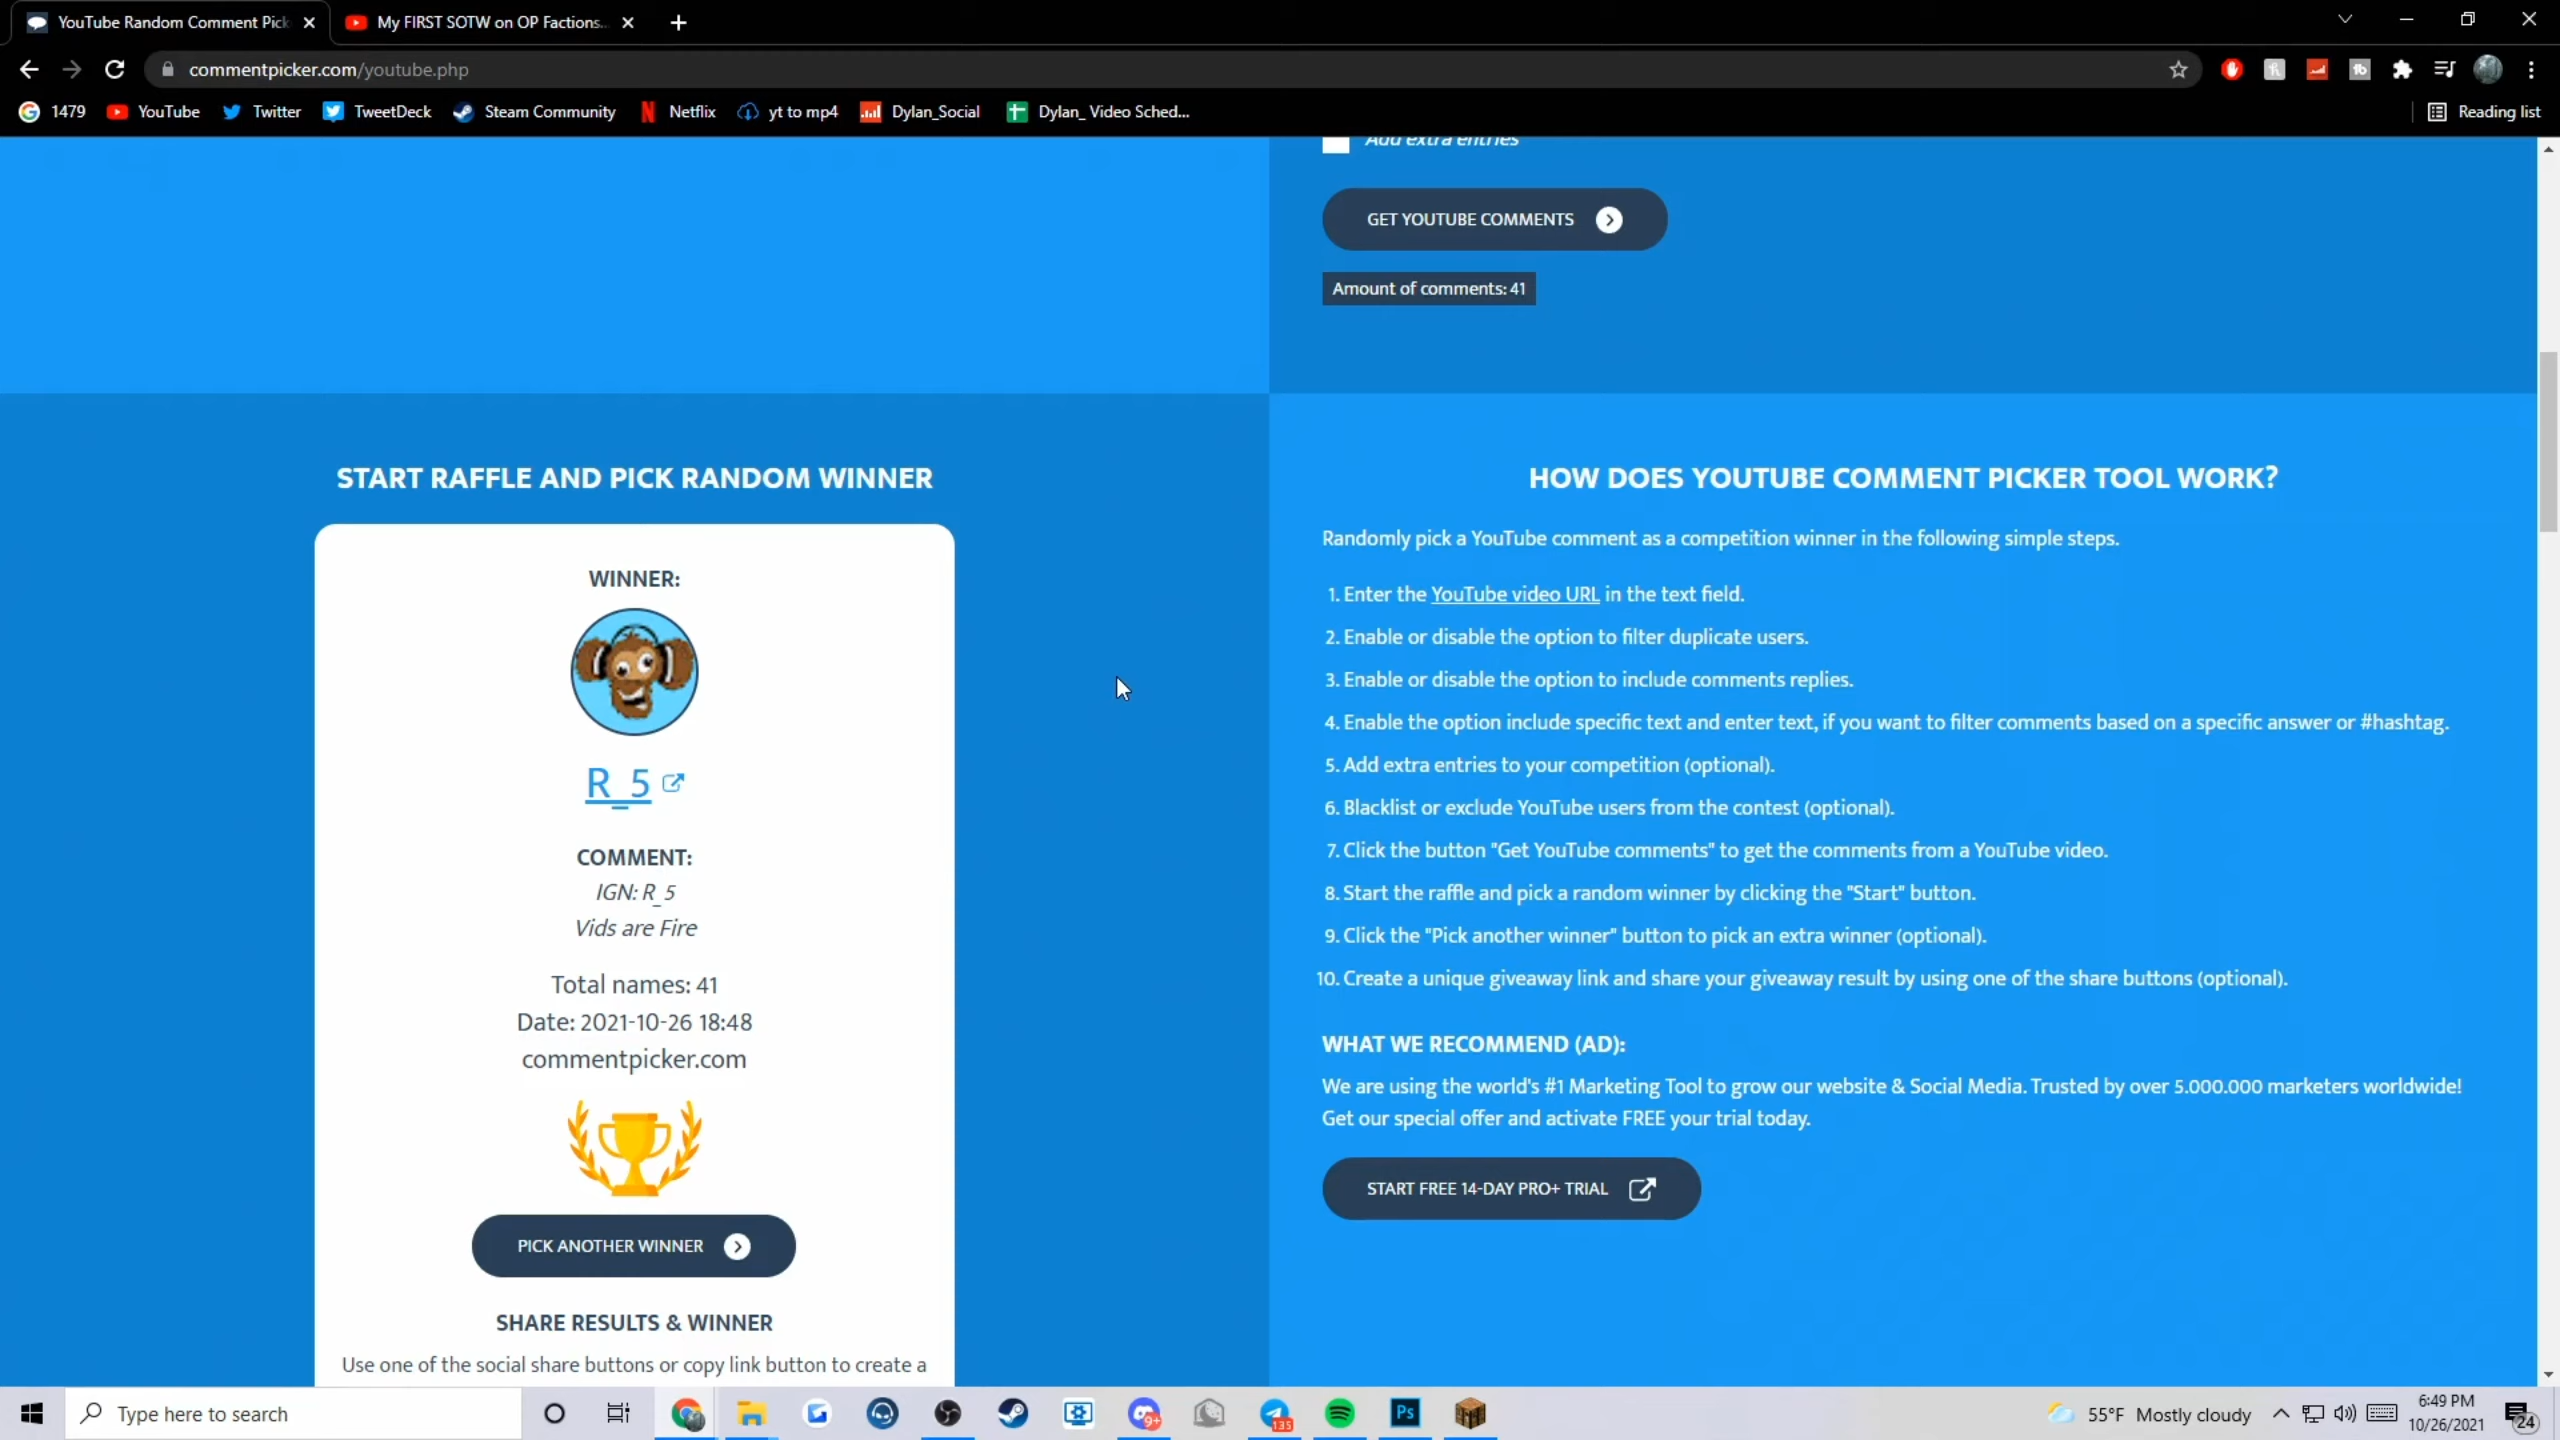 YouTube Random Comment Pick
My FIRST SOTW on OP Factions...
commentpicker.com/youtube.php
1479
YouTube
Twitter
TweetDeck
Steam Community
Netflix
yt to mp4
Dylan_Social
Dylan_ Video Sched...
Reading list
Add extra entries
GET YOUTUBE COMMENTS
Amount of comments: 41
START RAFFLE AND PICK RANDOM WINNER
WINNER:
R_5
COMMENT:
IGN: R_5
Vids are Fire
Total names: 41
Date: 2021-10-26 18:48
commentpicker.com
PICK ANOTHER WINNER
SHARE RESULTS & WINNER
Use one of the social share buttons or copy link button to create a
HOW DOES YOUTUBE COMMENT PICKER TOOL WORK?
Randomly pick a YouTube comment as a competition winner in the following simple steps.
1. Enter the YouTube video URL in the text field.
2. Enable or disable the option to filter duplicate users.
3. Enable or disable the option to include comments replies.
4. Enable the option include specific text and enter text, if you want to filter comments based on a specific answer or #hashtag.
5. Add extra entries to your competition (optional).
6. Blacklist or exclude YouTube users from the contest (optional).
7. Click the button "Get YouTube comments" to get the comments from a YouTube video.
8. Start the raffle and pick a random winner by clicking the "Start" button.
9. Click the "Pick another winner" button to pick an extra winner (optional).
10. Create a unique giveaway link and share your giveaway result by using one of the share buttons (optional).
WHAT WE RECOMMEND (AD):
We are using the world's #1 Marketing Tool to grow our website & Social Media. Trusted by over 5.000.000 marketers worldwide!
Get our special offer and activate FREE your trial today.
START FREE 14-DAY PRO+ TRIAL
Type here to search
9+
135
Ps
55°F Mostly cloudy
6:49 PM
10/26/2021
24